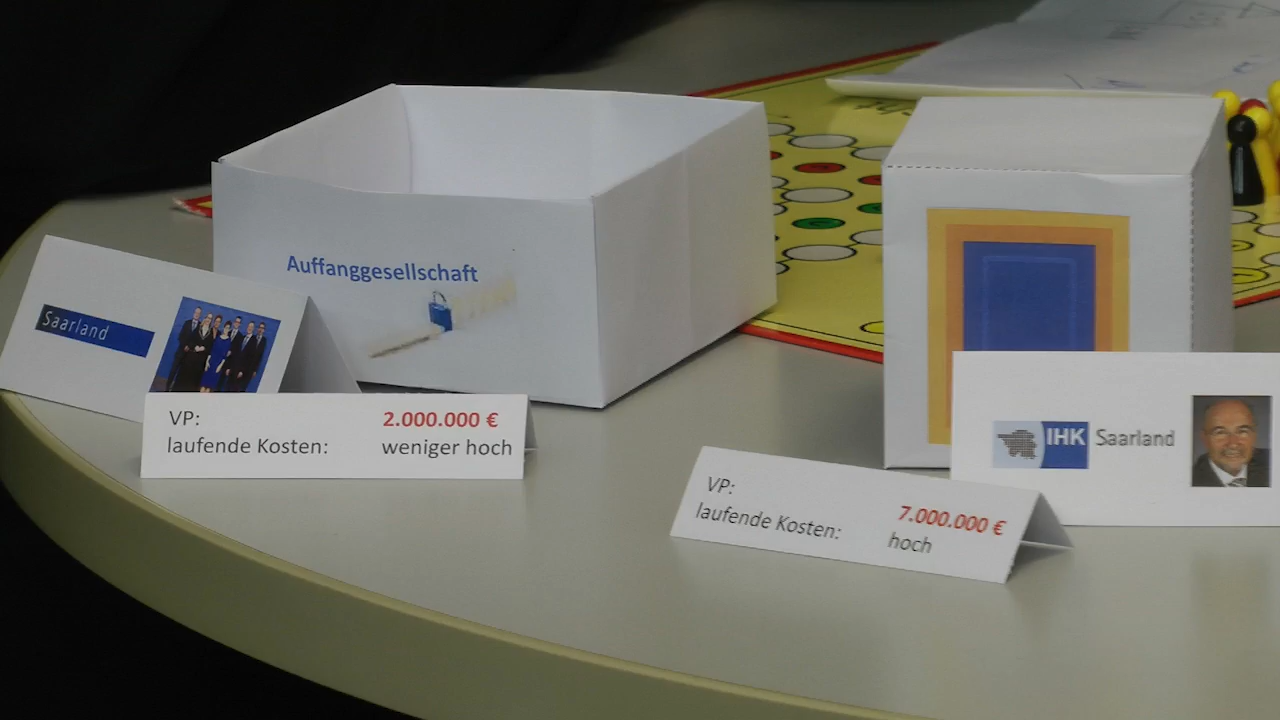 Auffanggesellschaft
Saarland
VP: 2.000.000 €
laufende Kosten: weniger hoch
IHK Saarland
VP: 7.000.000 €
laufende Kosten: hoch